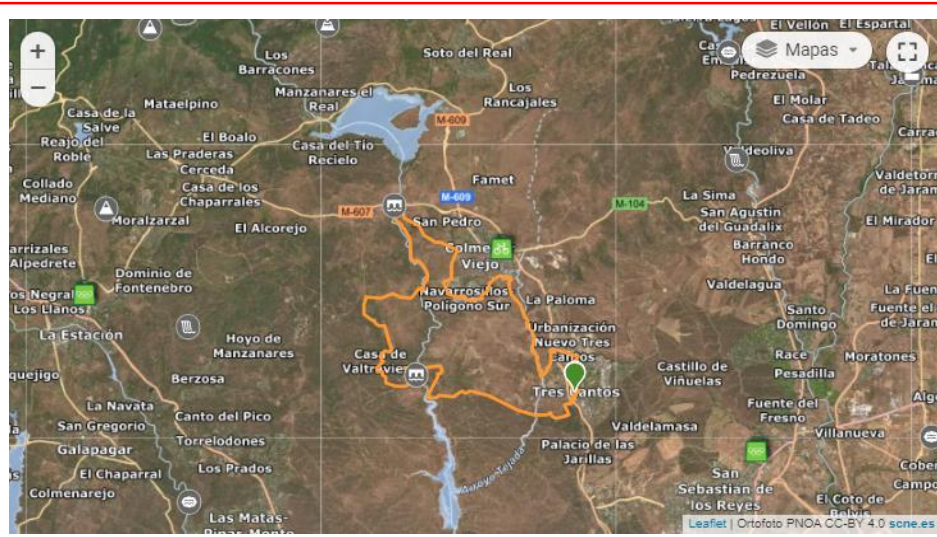 +
−
Mapas
El Vellón
El Espartal
Soto del Real
Los
Barracones
Pedrezuela
Manzanares el
Real
Los
Rancajales
El Molar
Casa de Tadeo
Casa de la
Salve
Mataelpino
M-609
Reajo del
Roble
El Boalo
Casa del Tío
Recielo
Las Praderas
Cerceda
Valdeoliva
Famet
Collado
Mediano
Casa de los
Chaparrales
M-609
La Sima
M-607
M-104
San Agustín
del Guadalix
Moralzarzal
San Pedro
El Mirador
El Alcorejo
Barranco
Hondo
Alpedrete
Viejo
Dominio de
Fontenebro
Valdelagua
Navarrosillos
Polígono Sur
La Paloma
Los Llanos
Santo
Domingo
La Estación
Urbanización
Nuevo Tres
Cantos
Hoyo de
Manzanares
Casa de
Race
Pesadilla
Moratones
Castillo de
Viñuelas
Berzosa
Tres Cantos
La Navata
Fuente del
Fresno
Canto del Pico
San Gregorio
Valdelamasa
Villanueva
Torrelodones
Galapagar
Palacio de las
Jarillas
El Chaparral
Los Prados
Arroyo Tejada
San
Sebastián de
los Reyes
Colmenarejo
El Coto de
Las Matas-
Leaflet | Ortofoto PNOA CC-BY 4.0 scne.es